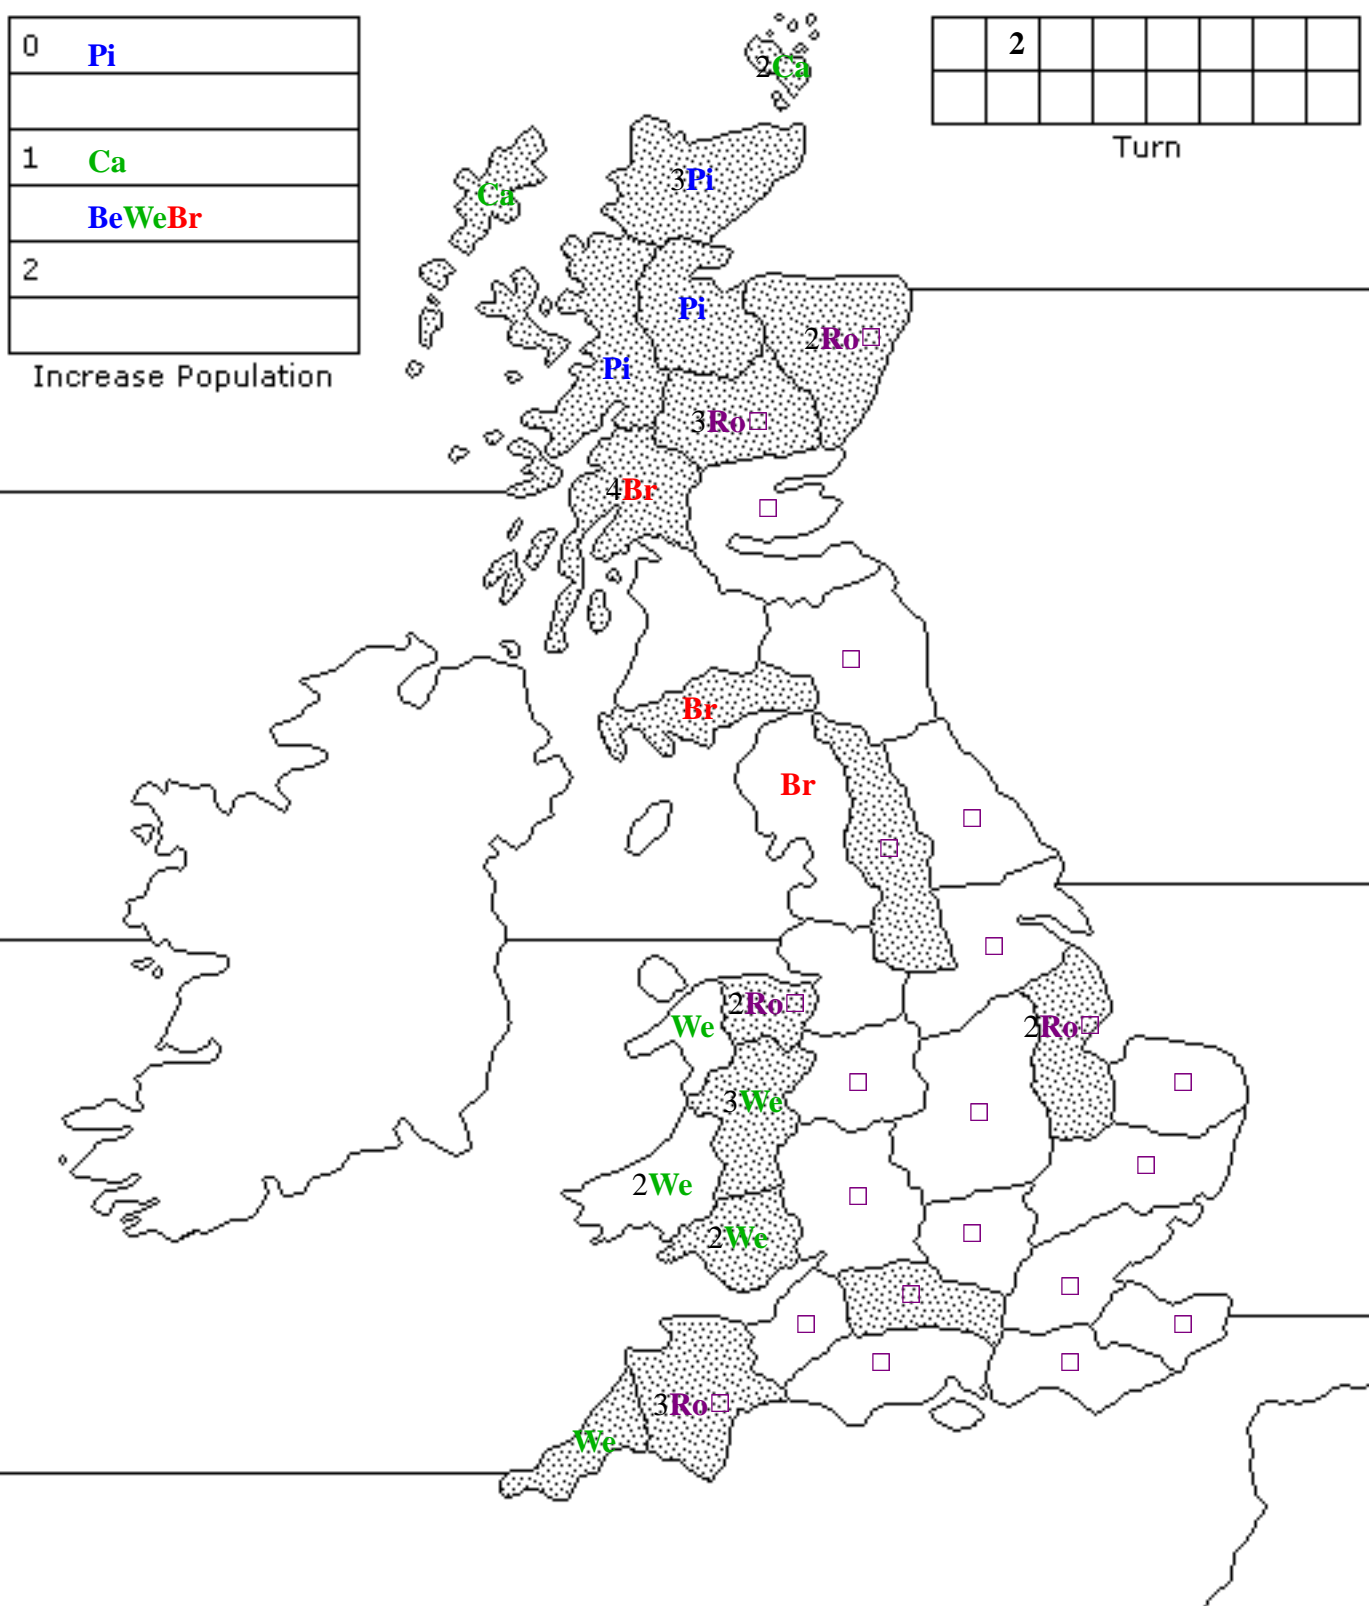 0 Pi
1 Ca
BeWeBr
2
Increase Population
2
Turn
2Ca
3Pi
Ca
Pi
2Ro
Pi
3Ro
4Br
Br
Br
2Ro
We
2Ro
3We
2We
2We
3Ro
We